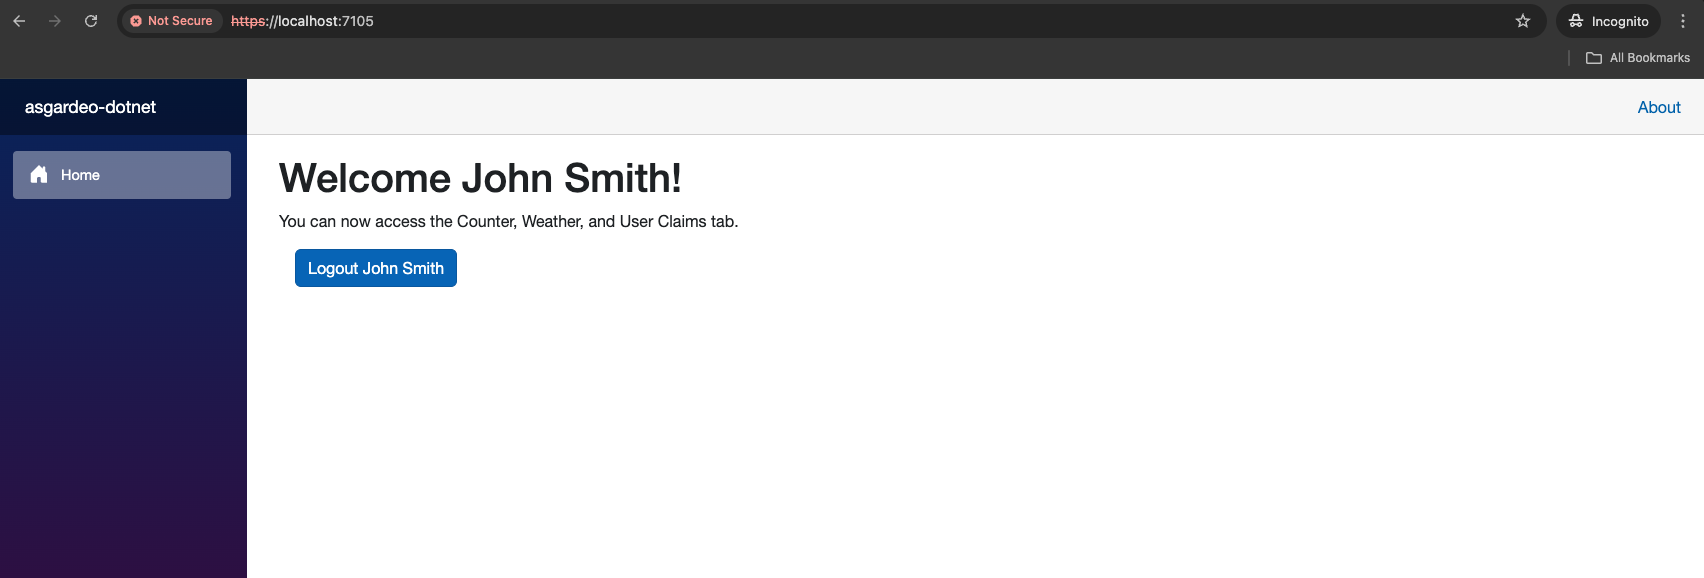 Not Secure https://localhost:7105 Incognito
All Bookmarks
asgardeo-dotnet About
Home
Welcome John Smith!
You can now access the Counter, Weather, and User Claims tab.
Logout John Smith